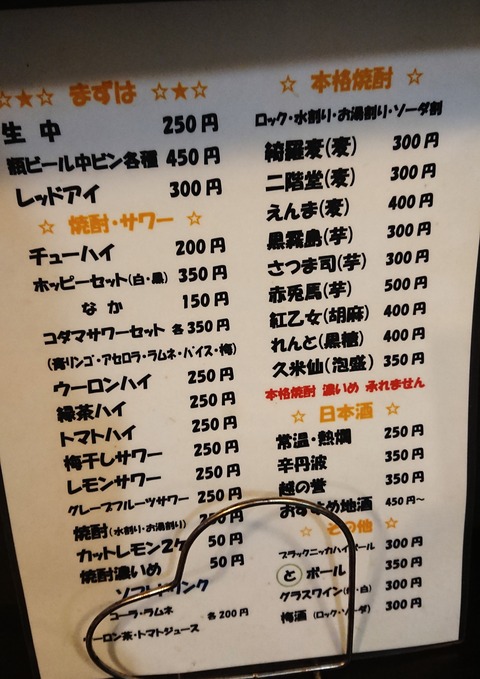 ☆★☆ まずは ☆★☆
生 中 250円
瓶ビール中ビン各種 450円
レッドアイ 300円
☆ 焼酎・サワー ☆
チューハイ 200円
ホッピーセット(白・黒) 350円
なか 150円
コダマサワーセット 各350円
(青リンゴ・アセロラ・ラムネ・バイス・梅)
ウーロンハイ 250円
緑茶ハイ 250円
トマトハイ 250円
梅干しサワー 250円
レモンサワー 250円
グレープフルーツサワー 250円
焼酎(水割り・お湯割り) 250円
カットレモン2ケ 50円
焼酎濃いめ 50円
ソフトドリンク
コーラ・ラムネ 各200円
ウーロン茶・トマトジュース
☆ 本格焼酎 ☆
ロック・水割り・お湯割り・ソーダ割
綺羅麦(麦) 300円
二階堂(麦) 300円
えんま(麦) 400円
黒霧島(芋) 300円
さつま司(芋) 300円
赤兎馬(芋) 500円
紅乙女(胡麻) 400円
れんと(黒糖) 400円
久米仙(泡盛) 350円
本格焼酎 濃いめ 承れません
☆ 日本酒 ☆
常温・熱燗 250円
辛丹波 350円
越の誉 350円
おすすめ地酒 450円～
☆ その他 ☆
ブラックニッカハイボール 300円
とボール 350円
グラスワイン(赤・白) 300円
梅酒(ロック・ソーダ) 300円